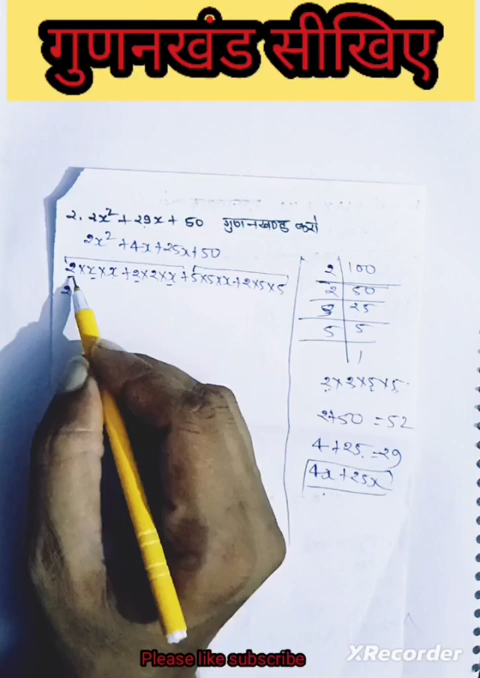 गुणनखंड सीखिए
2. 2x² + 29x + 50 गुणनखण्ड करो
2x² + 4x + 25x + 50
2×x×x + 2×2×x + 5×5×x + 2×5×5
2
2 | 100
2 | 50
5 | 25
5 | 5
1
2×2×5×5
2+50 = 52
4+25 = 29
4x + 25x
Please like subscribe
XRecorder